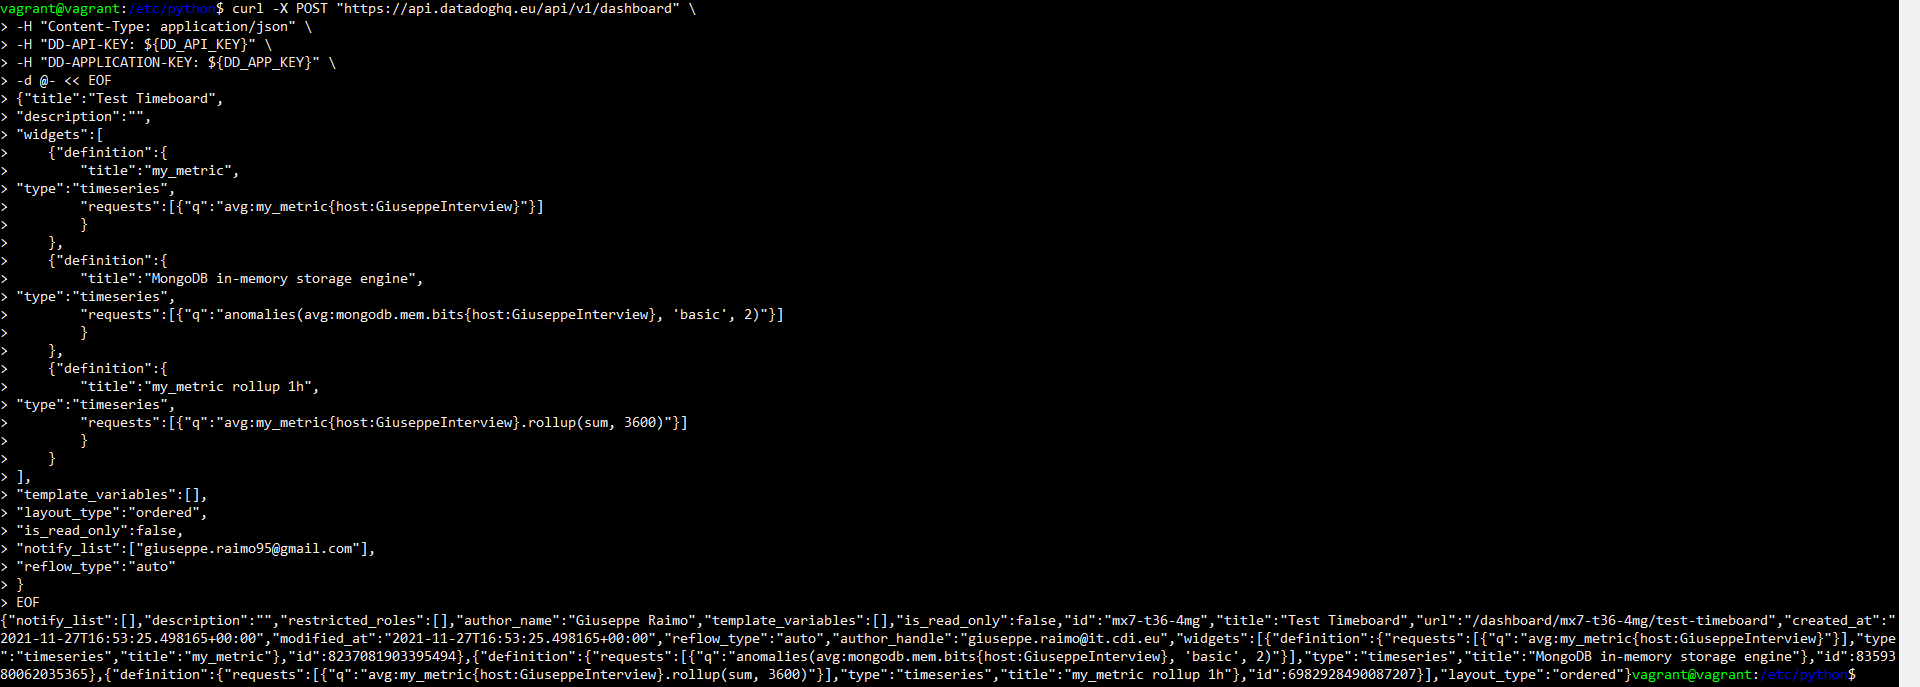 vagrant@vagrant:/etc/python$ curl -X POST "https://api.datadoghq.eu/api/v1/dashboard" \
> -H "Content-Type: application/json" \
> -H "DD-API-KEY: ${DD_API_KEY}" \
> -H "DD-APPLICATION-KEY: ${DD_APP_KEY}" \
> -d @- << EOF
> {"title":"Test Timeboard",
> "description":"",
> "widgets":[
>     {"definition":{
>         "title":"my_metric",
> "type":"timeseries",
>         "requests":[{"q":"avg:my_metric{host:GiuseppeInterview}"}]
>         }
>     },
>     {"definition":{
>         "title":"MongoDB in-memory storage engine",
> "type":"timeseries",
>         "requests":[{"q":"anomalies(avg:mongodb.mem.bits{host:GiuseppeInterview}, 'basic', 2)"}]
>         }
>     },
>     {"definition":{
>         "title":"my_metric rollup 1h",
> "type":"timeseries",
>         "requests":[{"q":"avg:my_metric{host:GiuseppeInterview}.rollup(sum, 3600)"}]
>         }
>     }
> ],
> "template_variables":[],
> "layout_type":"ordered",
> "is_read_only":false,
> "notify_list":["giuseppe.raimo95@gmail.com"],
> "reflow_type":"auto"
> }
> EOF
{"notify_list":[],"description":"","restricted_roles":[],"author_name":"Giuseppe Raimo","template_variables":[],"is_read_only":false,"id":"mx7-t36-4mg","title":"Test Timeboard","url":"/dashboard/mx7-t36-4mg/test-timeboard","created_at":"
2021-11-27T16:53:25.498165+00:00","modified_at":"2021-11-27T16:53:25.498165+00:00","reflow_type":"auto","author_handle":"giuseppe.raimo@it.cdi.eu","widgets":[{"definition":{"requests":[{"q":"avg:my_metric{host:GiuseppeInterview}"}],"type
":"timeseries","title":"my_metric"},"id":8237081903395494},{"definition":{"requests":[{"q":"anomalies(avg:mongodb.mem.bits{host:GiuseppeInterview}, 'basic', 2)"}],"type":"timeseries","title":"MongoDB in-memory storage engine"},"id":83593
80062035365},{"definition":{"requests":[{"q":"avg:my_metric{host:GiuseppeInterview}.rollup(sum, 3600)"}],"type":"timeseries","title":"my_metric rollup 1h"},"id":6982928490087207}],"layout_type":"ordered"}vagrant@vagrant:/etc/python$